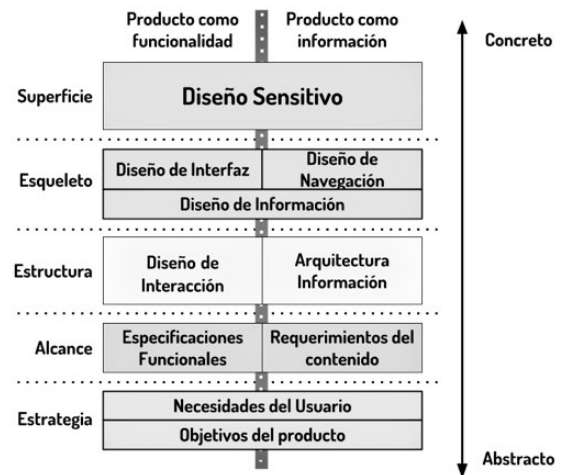 Producto como
funcionalidad
Producto como
información
Concreto
Superficie
Diseño Sensitivo
Esqueleto
Diseño de Interfaz
Diseño de
Navegación
Diseño de Información
Estructura
Diseño de
Interacción
Arquitectura
Información
Alcance
Especificaciones
Funcionales
Requerimientos del
contenido
Estrategia
Necesidades del Usuario
Objetivos del producto
Abstracto